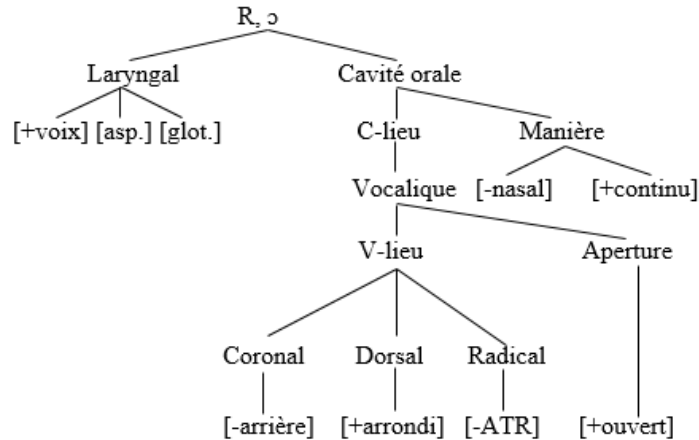 R, ɔ
Laryngal Cavité orale
[+voix] [asp.] [glot.] C-lieu Manière
Vocalique [-nasal] [+continu]
V-lieu Aperture
Coronal Dorsal Radical
[-arrière] [+arrondi] [-ATR] [+ouvert]